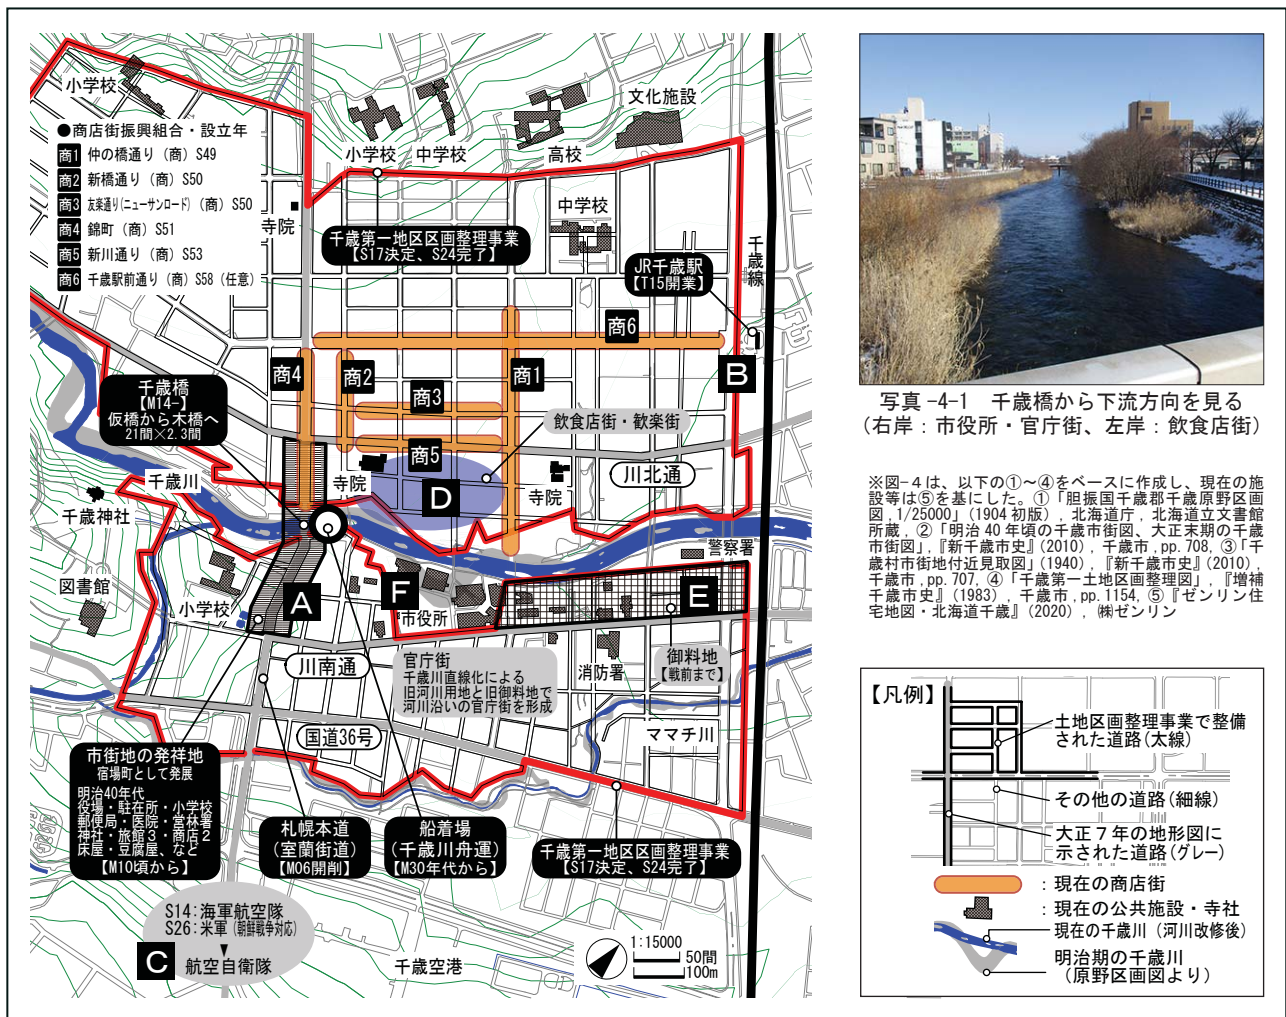 小学校
●商店街振興組合・設立年
商1 仲の橋通り（商）S49
商2 新橋通り（商）S50
商3 友楽通り(ニューサンロード)（商）S50
商4 錦町（商）S51
商5 新川通り（商）S53
商6 千歳駅前通り（商）S58（任意）
小学校
中学校
高校
文化施設
寺院
千歳第一地区区画整理事業
【S17決定、S24完了】
中学校
千歳線
JR千歳駅
【T15開業】
商6
商4
商2
商1
商3
商5
B
千歳橋
【M14-】
仮橋から木橋へ
21間×2.3間
飲食店街・歓楽街
川北通
千歳川
寺院
D
寺院
千歳神社
警察署
図書館
小学校
A
F
市役所
E
川南通
官庁街
千歳川直線化による
旧河川用地と旧御料地で
河川沿いの官庁街を形成
消防署
御料地
【戦前まで】
国道36号
ママチ川
市街地の発祥地
宿場町として発展
明治40年代
役場・駐在所・小学校
郵便局・医院・営林署
神社・旅館3・商店2
床屋・豆腐屋、など
【M10頃から】
札幌本道
(室蘭街道)
【M06開削】
船着場
(千歳川舟運)
【M30年代から】
千歳第一地区区画整理事業
【S17決定、S24完了】
S14：海軍航空隊
S26：米軍（朝鮮戦争対応）
▼
航空自衛隊
C
千歳空港
1:15000
50間
100m
写真-4-1　千歳橋から下流方向を見る
（右岸：市役所・官庁街、左岸：飲食店街）
※図-4は、以下の①～④をベースに作成し、現在の施
設等は⑤を基にした。①「胆振国千歳郡千歳原野区画
図，1/25000」（1904初版），北海道庁，北海道立文書館
所蔵，②「明治40年頃の千歳市街図、大正末期の千歳
市街図」，『新千歳市史』（2010），千歳市，pp.708，③「千
歳村市街地付近見取図」（1940），『新千歳市史』（2010），
千歳市，pp.707，④「千歳第一土地区画整理図」，『増補
千歳市史』（1983），千歳市，pp.1154，⑤『ゼンリン住
宅地図・北海道千歳』（2020），㈱ゼンリン
【凡例】
土地区画整理事業で整備
された道路(太線)
その他の道路(細線)
大正７年の地形図に
示された道路(グレー)
：現在の商店街
：現在の公共施設・寺社
現在の千歳川（河川改修後）
明治期の千歳川
（原野区画図より）